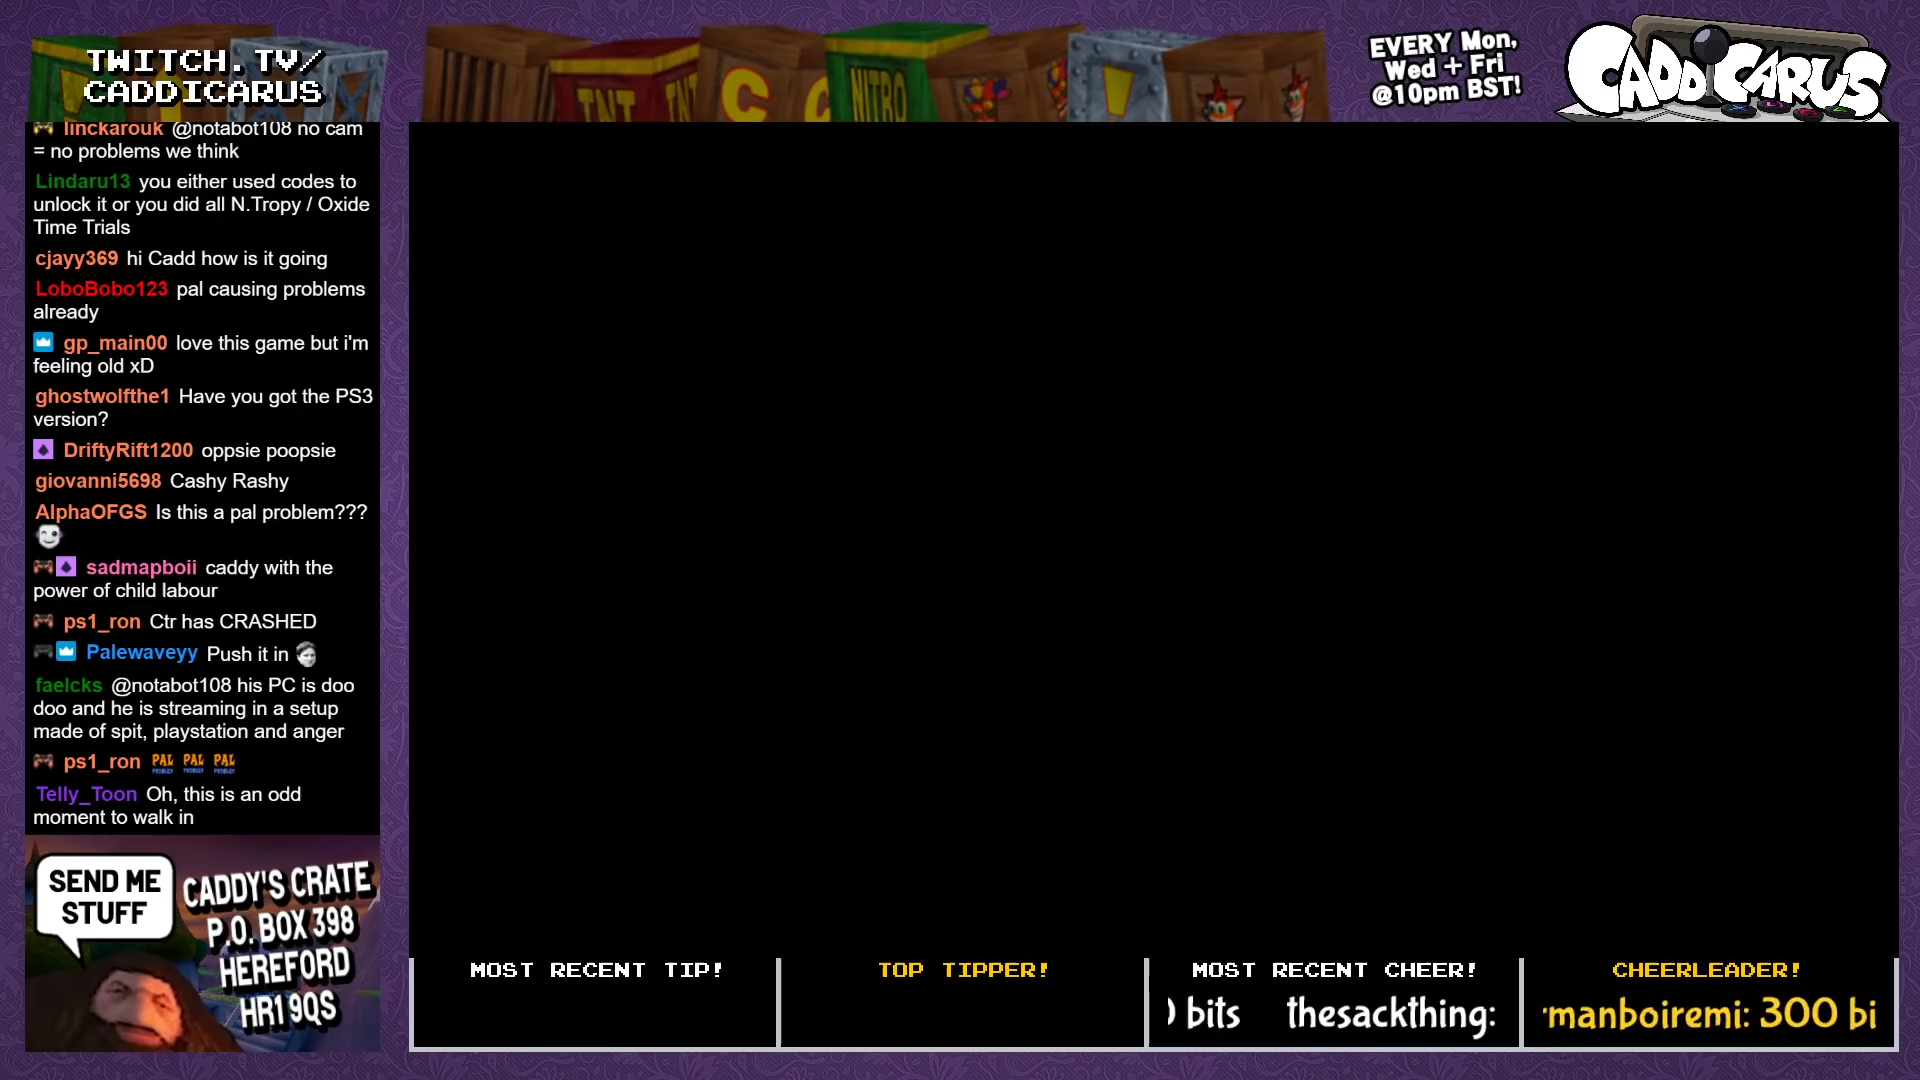 TWITCH.TV/
CADDICARUS
TNT
NITRO
EVERY Mon,
Wed + Fri
@10pm BST!
CADDICARUS
linckarouk @notabot108 no cam
= no problems we think
Lindaru13 you either used codes to
unlock it or you did all N.Tropy / Oxide
Time Trials
cjayy369 hi Cadd how is it going
LoboBobo123 pal causing problems
already
gp_main00 love this game but i'm
feeling old xD
ghostwolfthe1 Have you got the PS3
version?
DriftyRift1200 oppsie poopsie
giovanni5698 Cashy Rashy
AlphaOFGS Is this a pal problem???
sadmapboii caddy with the
power of child labour
ps1_ron Ctr has CRASHED
Palewaveyy Push it in
faelcks @notabot108 his PC is doo
doo and he is streaming in a setup
made of spit, playstation and anger
ps1_ron PAL PAL PAL
Telly_Toon Oh, this is an odd
moment to walk in
SEND ME
STUFF
CADDY'S CRATE
P.O. BOX 398
HEREFORD
HR1 9QS
MOST RECENT TIP!
TOP TIPPER!
MOST RECENT CHEER!
bits thesackthing:
CHEERLEADER!
manboiremi: 300 bi